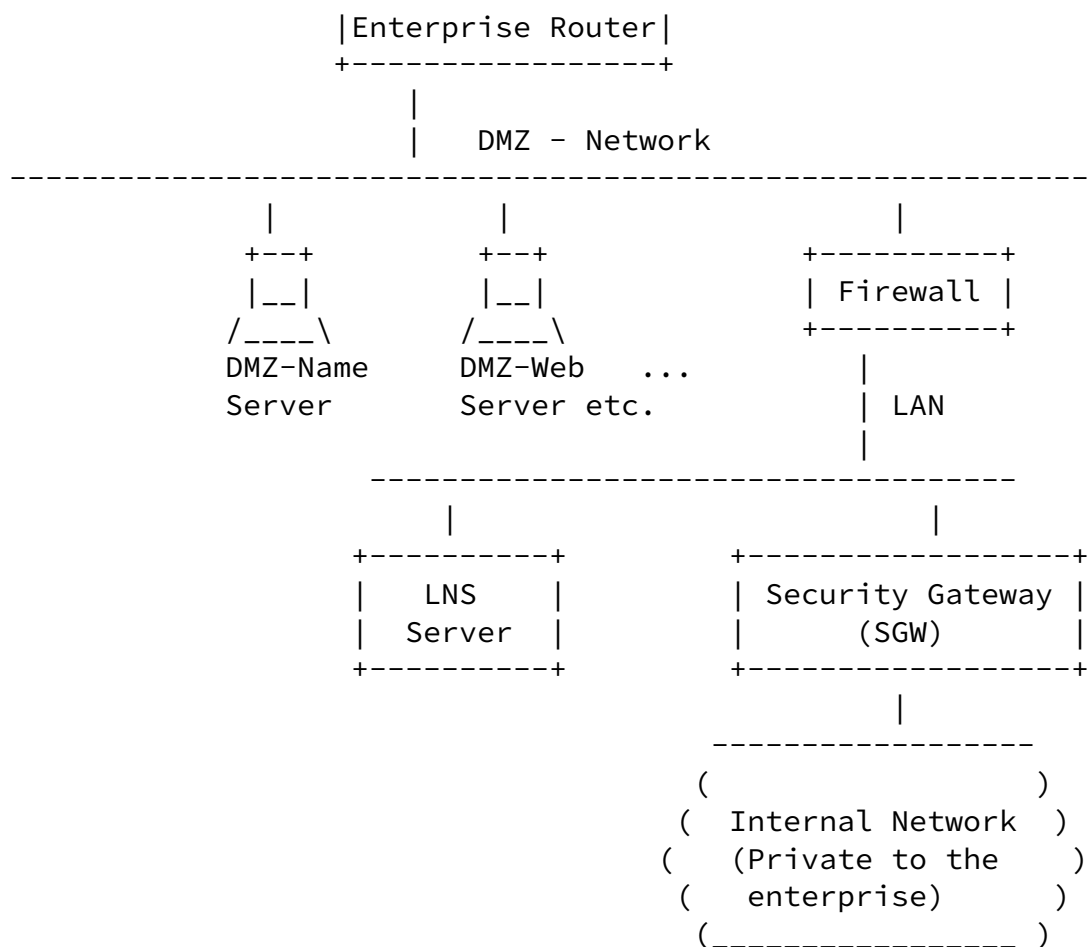 Enterprise Router
DMZ - Network
Firewall
DMZ-Name DMZ-Web ...
Server Server etc. LAN
LNS Security Gateway
Server (SGW)
Internal Network
(Private to the
enterprise)